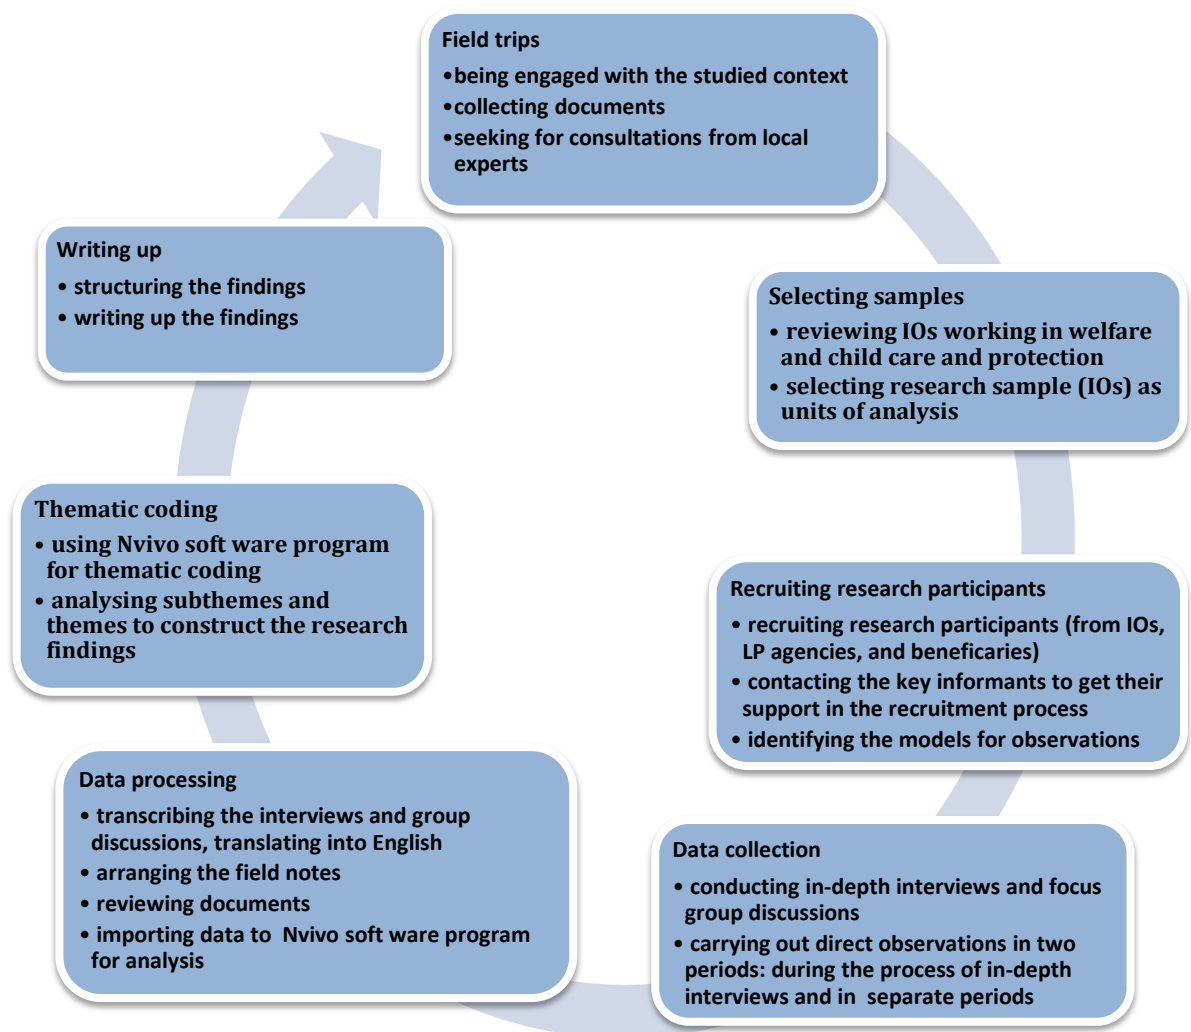 Field trips
•being engaged with the studied context
•collecting documents
•seeking for consultations from local
experts
Selecting samples
• reviewing IOs working in welfare
and child care and protection
• selecting research sample (IOs) as
units of analysis
Recruiting research participants
• recruiting research participants (from IOs,
LP agencies, and beneficaries)
• contacting the key informants to get their
support in the recruitment process
• identifying the models for observations
Data collection
• conducting in-depth interviews and focus
group discussions
• carrying out direct observations in two
periods: during the process of in-depth
interviews and in separate periods
Data processing
• transcribing the interviews and group
discussions, translating into English
• arranging the field notes
• reviewing documents
• importing data to Nvivo soft ware program
for analysis
Thematic coding
• using Nvivo soft ware program
for thematic coding
• analysing subthemes and
themes to construct the research
findings
Writing up
• structuring the findings
• writing up the findings